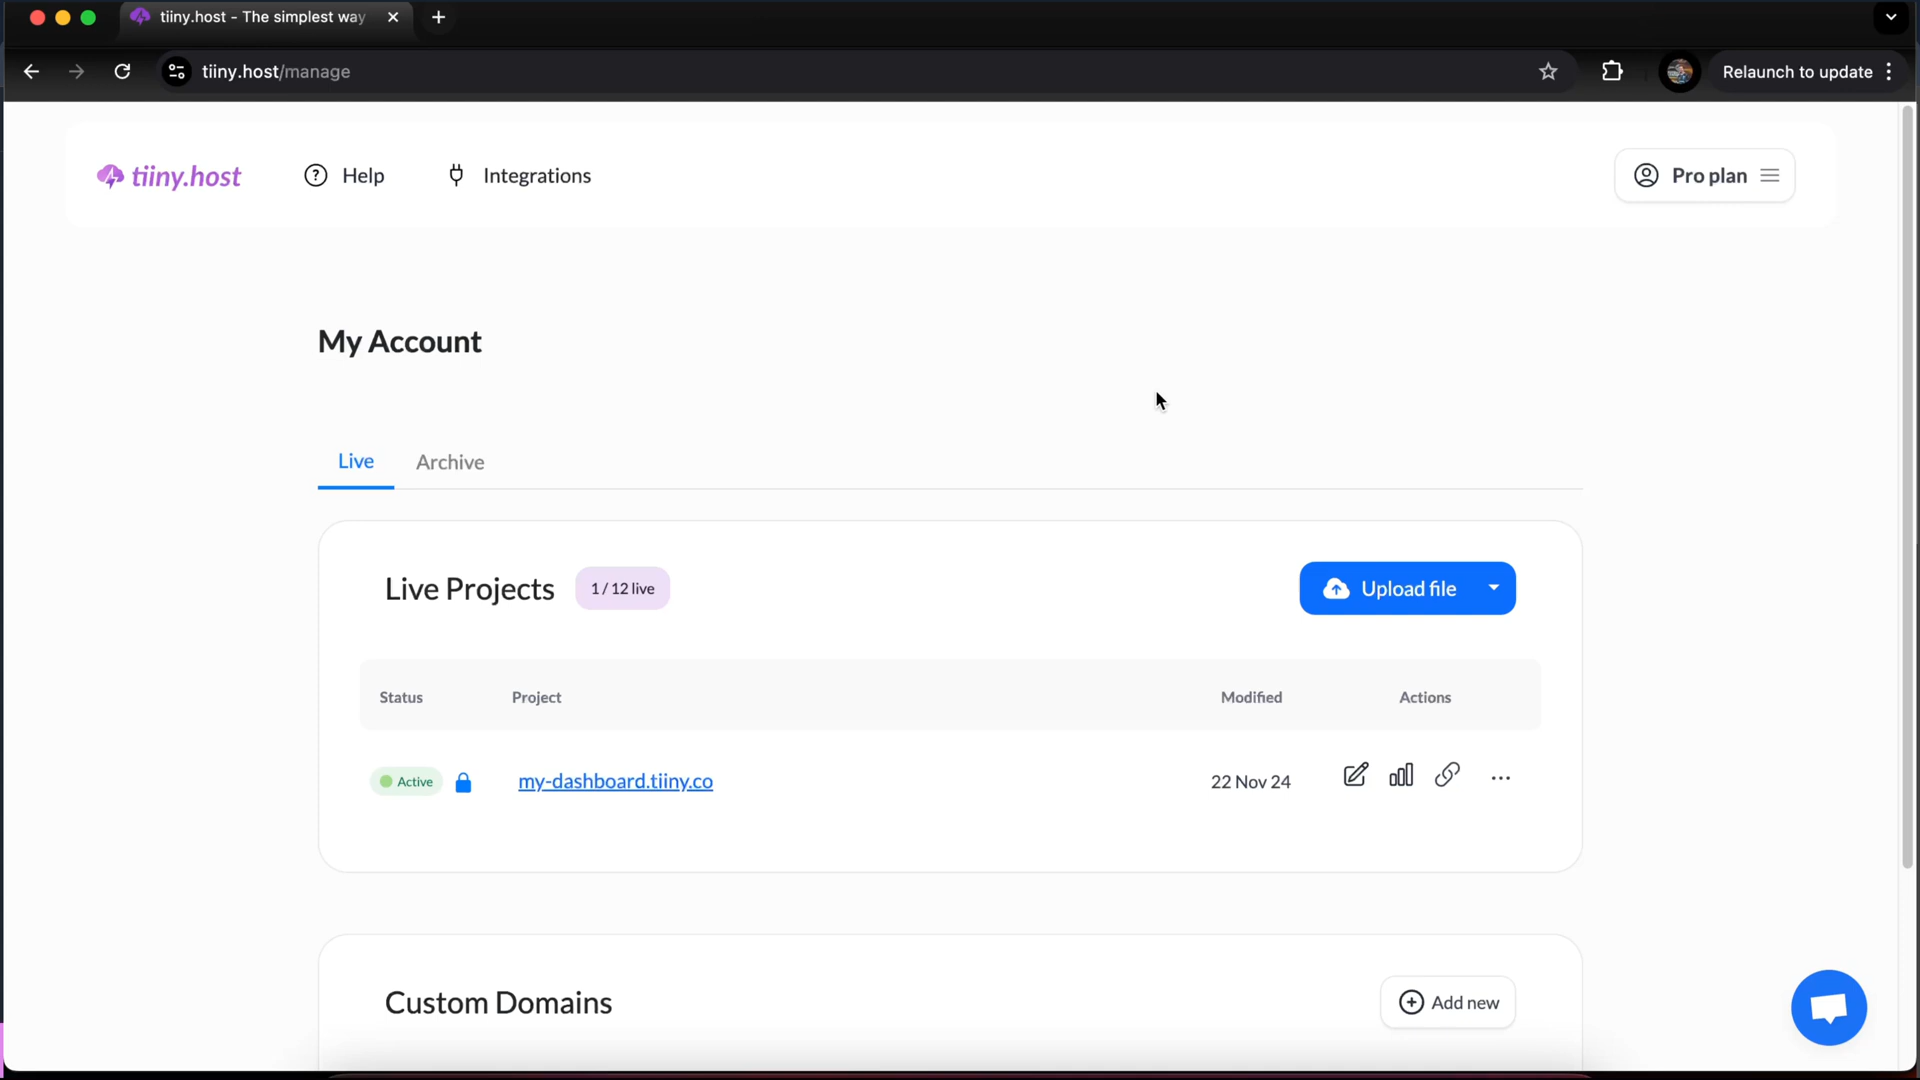 tiiny.host - The simplest way
tiiny.host/manage
Relaunch to update
tiiny.host
Help
Integrations
Pro plan
My Account
Live
Archive
Live Projects
1 / 12 live
Upload file
Status
Project
Modified
Actions
Active
my-dashboard.tiiny.co
22 Nov 24
Custom Domains
Add new